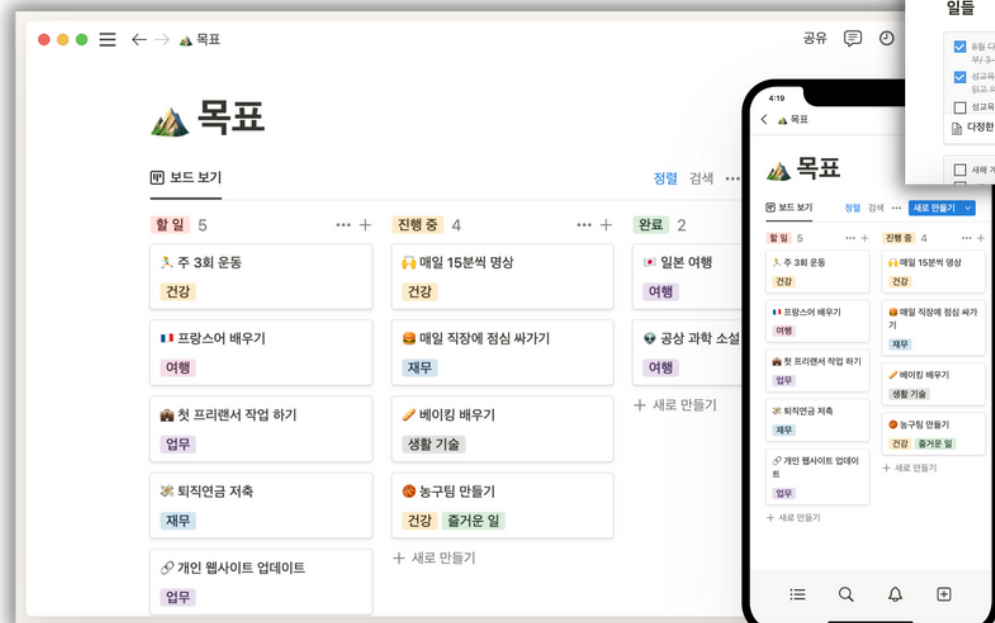 목표
공유
목표
보드 보기
정렬 검색
할 일 5
주 3회 운동
건강
프랑스어 배우기
여행
첫 프리랜서 작업 하기
업무
퇴직연금 저축
재무
개인 웹사이트 업데이트
업무
진행 중 4
매일 15분씩 명상
건강
매일 직장에 점심 싸가기
재무
베이킹 배우기
생활 기술
농구팀 만들기
건강 즐거운 일
+ 새로 만들기
완료 2
일본 여행
여행
공상 과학 소설
여행
+ 새로 만들기
일들
8월
성교육
읽고
성교육
다정한
새해
4:19
목표
목표
보드 보기
정렬 검색
새로 만들기
할 일 5
주 3회 운동
건강
프랑스어 배우기
여행
첫 프리랜서 작업 하기
업무
퇴직연금 저축
재무
개인 웹사이트 업데이
트
업무
+ 새로 만들기
진행 중 4
매일 15분씩 명상
건강
매일 직장에 점심 싸가
기
재무
베이킹 배우기
생활 기술
농구팀 만들기
건강 즐거운 일
+ 새로 만들기